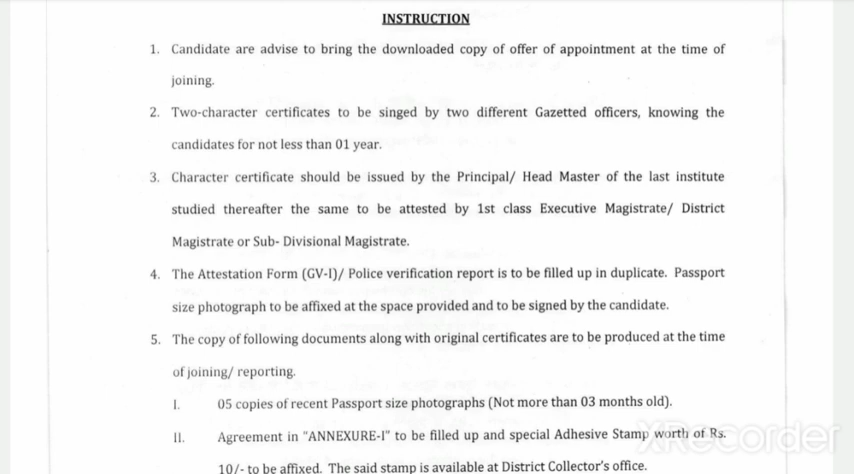 INSTRUCTION
1. Candidate are advise to bring the downloaded copy of offer of appointment at the time of
joining.
2. Two-character certificates to be singed by two different Gazetted officers, knowing the
candidates for not less than 01 year.
3. Character certificate should be issued by the Principal/ Head Master of the last institute
studied thereafter the same to be attested by 1st class Executive Magistrate/ District
Magistrate or Sub- Divisional Magistrate.
4. The Attestation Form (GV-I)/ Police verification report is to be filled up in duplicate. Passport
size photograph to be affixed at the space provided and to be signed by the candidate.
5. The copy of following documents along with original certificates are to be produced at the time
of joining/ reporting.
I. 05 copies of recent Passport size photographs (Not more than 03 months old).
II. Agreement in "ANNEXURE-I" to be filled up and special Adhesive Stamp worth of Rs.
10/- to be affixed. The said stamp is available at District Collector's office.
XRecorder